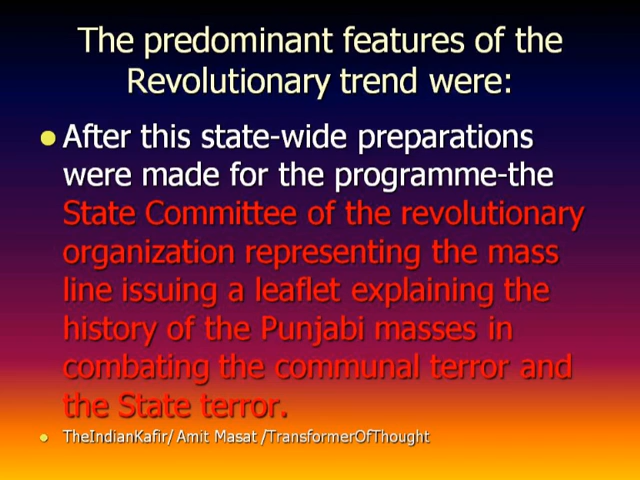 The predominant features of the
Revolutionary trend were:
After this state-wide preparations
were made for the programme-the
State Committee of the revolutionary
organization representing the mass
line issuing a leaflet explaining the
history of the Punjabi masses in
combating the communal terror and
the State terror.
TheIndianKafir/ Amit Masat /TransformerOfThought